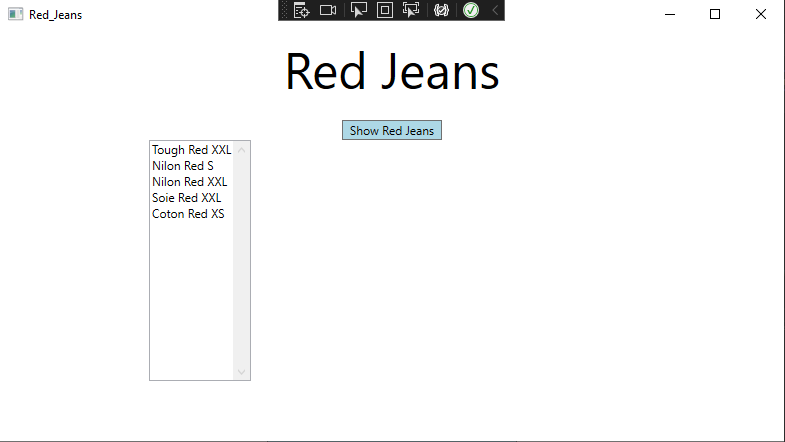 Red_Jeans
Red Jeans
Show Red Jeans
Tough Red XXL
Nilon Red S
Nilon Red XXL
Soie Red XXL
Coton Red XS